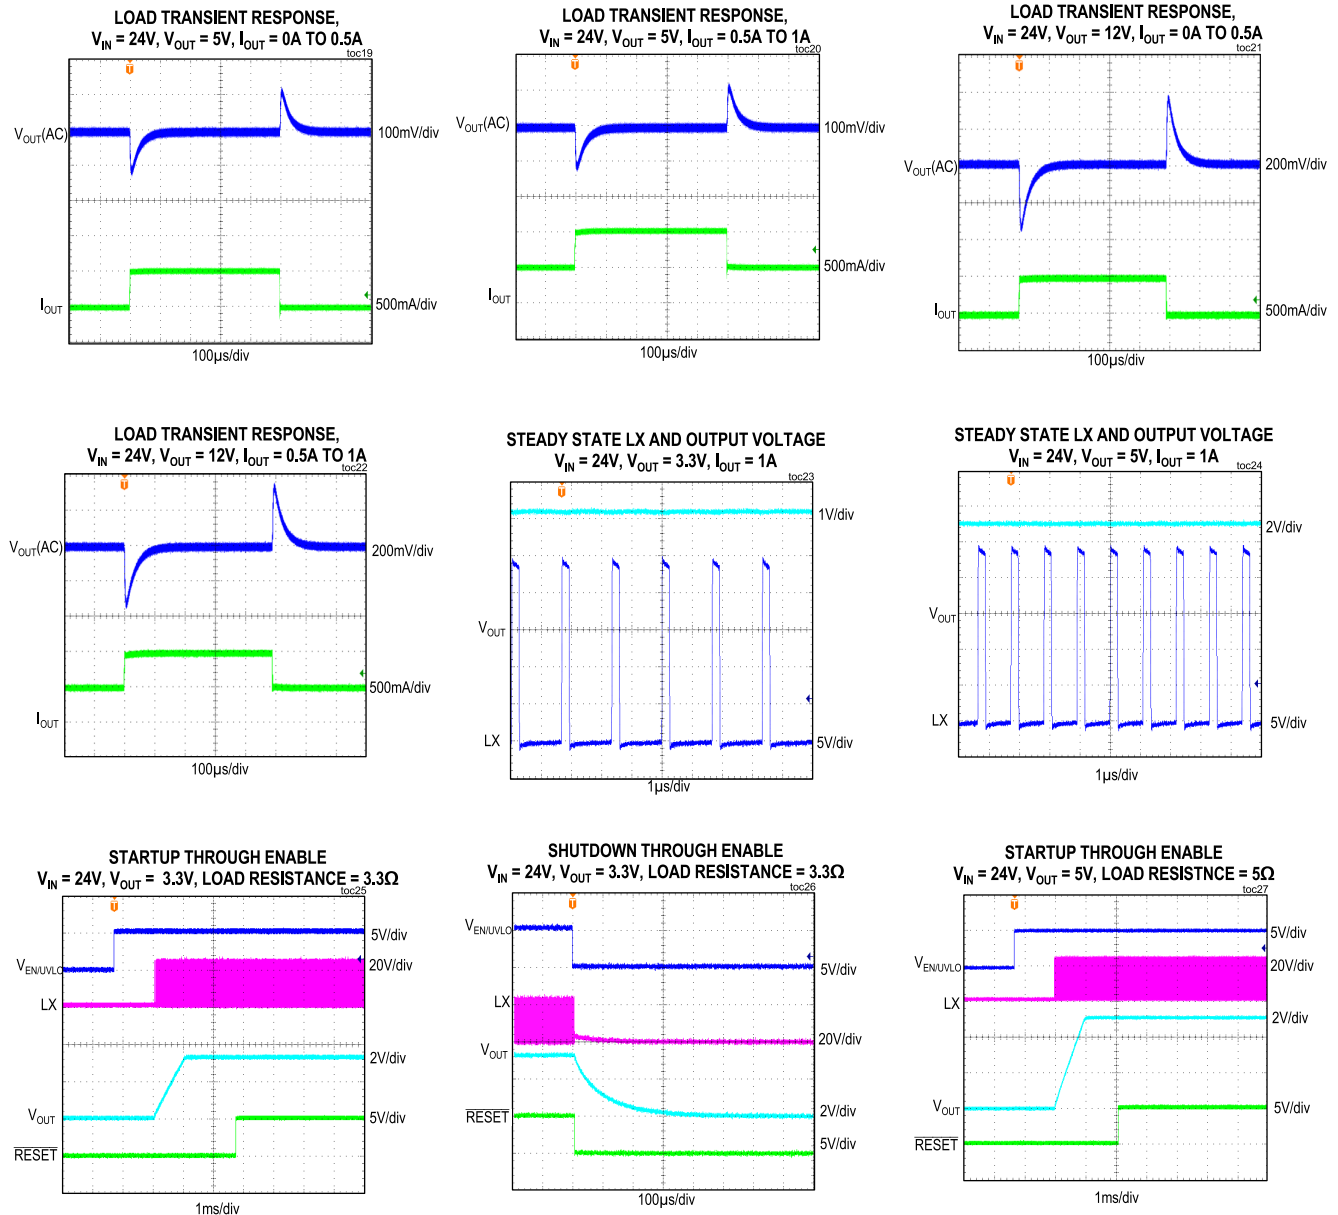 LOAD TRANSIENT RESPONSE,
VIN = 24V, VOUT = 5V, IOUT = 0A TO 0.5A
toc19
T
VOUT(AC)
100mV/div
IOUT
500mA/div
100µs/div
LOAD TRANSIENT RESPONSE,
VIN = 24V, VOUT = 5V, IOUT = 0.5A TO 1A
toc20
T
VOUT(AC)
100mV/div
500mA/div
IOUT
100µs/div
LOAD TRANSIENT RESPONSE,
VIN = 24V, VOUT = 12V, IOUT = 0A TO 0.5A
toc21
T
VOUT(AC)
200mV/div
IOUT
500mA/div
100µs/div
LOAD TRANSIENT RESPONSE,
VIN = 24V, VOUT = 12V, IOUT = 0.5A TO 1A
toc22
T
VOUT(AC)
200mV/div
500mA/div
IOUT
100µs/div
STEADY STATE LX AND OUTPUT VOLTAGE
VIN = 24V, VOUT = 3.3V, IOUT = 1A
toc23
T
1V/div
VOUT
LX
5V/div
1µs/div
STEADY STATE LX AND OUTPUT VOLTAGE
VIN = 24V, VOUT = 5V, IOUT = 1A
toc24
T
2V/div
VOUT
LX
5V/div
1µs/div
STARTUP THROUGH ENABLE
VIN = 24V, VOUT = 3.3V, LOAD RESISTANCE = 3.3Ω
toc25
T
5V/div
VEN/UVLO
20V/div
LX
2V/div
VOUT
5V/div
RESET
1ms/div
SHUTDOWN THROUGH ENABLE
VIN = 24V, VOUT = 3.3V, LOAD RESISTANCE = 3.3Ω
toc26
T
VEN/UVLO
5V/div
LX
20V/div
VOUT
RESET
2V/div
5V/div
100µs/div
STARTUP THROUGH ENABLE
VIN = 24V, VOUT = 5V, LOAD RESISTNCE = 5Ω
toc27
T
5V/div
VEN/UVLO
20V/div
LX
2V/div
VOUT
5V/div
RESET
1ms/div